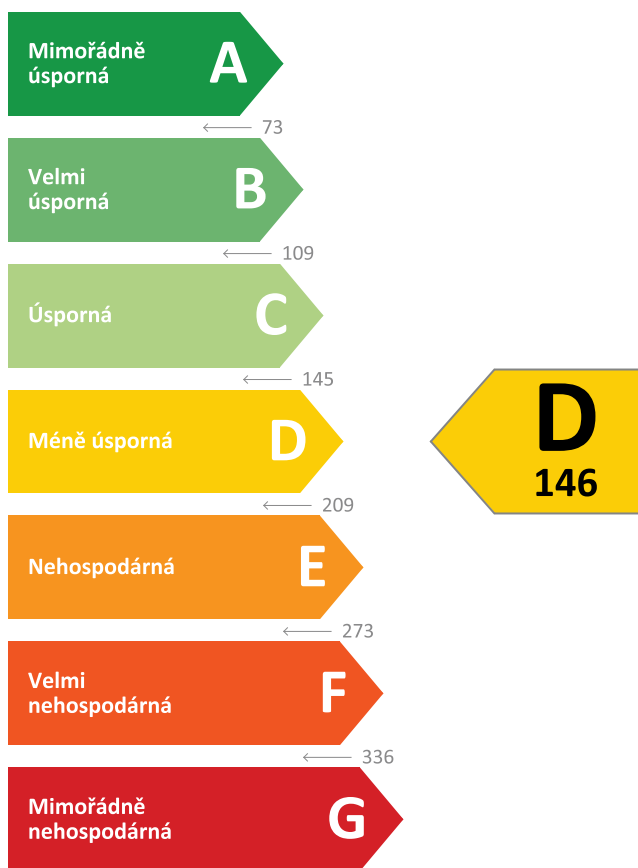 Mimořádně
úsporná
A
73
Velmi
úsporná
B
109
Úsporná
C
145
Méně úsporná
D
D
146
209
Nehospodárná
E
273
Velmi
nehospodárná
F
336
Mimořádně
nehospodárná
G